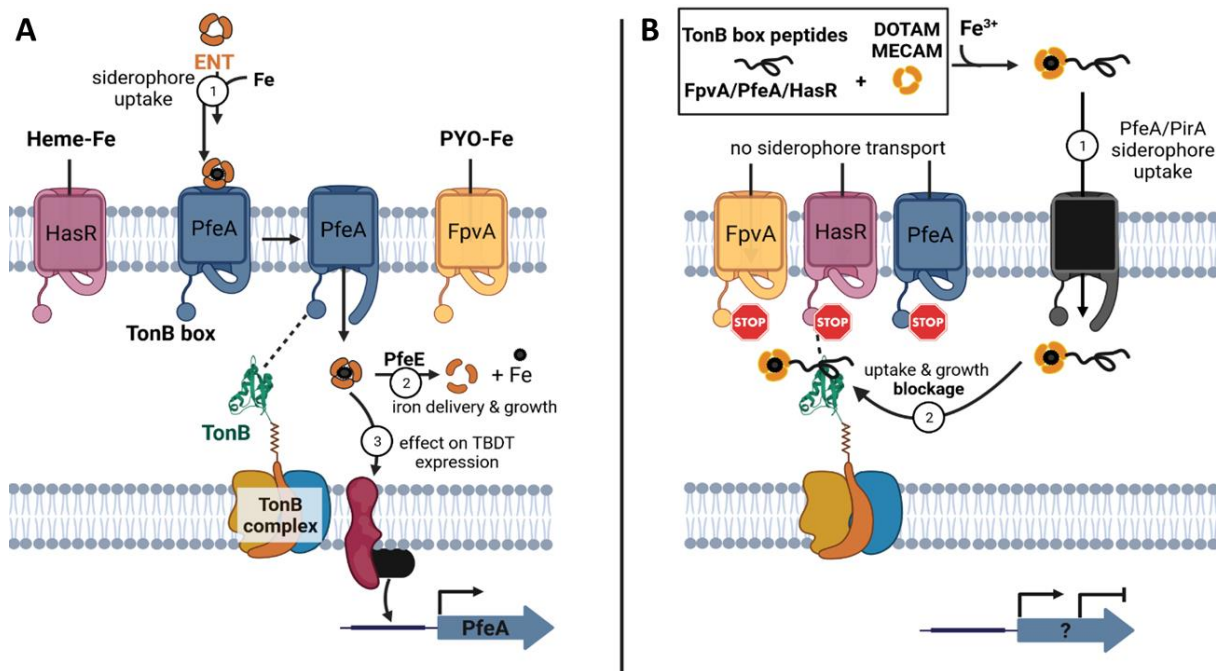 A
ENT
siderophore
uptake
1
Fe
Heme-Fe
PYO-Fe
HasR
PfeA
PfeA
FpvA
TonB box
PfeE
2
+ Fe
iron delivery & growth
TonB
3
effect on TBDT
expression
TonB
complex
PfeA
B
TonB box peptides
FpvA/PfeA/HasR
+
DOTAM
MECAM
Fe³⁺
1
PfeA/PirA
siderophore
uptake
no siderophore transport
FpvA
HasR
PfeA
STOP
STOP
STOP
uptake & growth
blockage
2
?